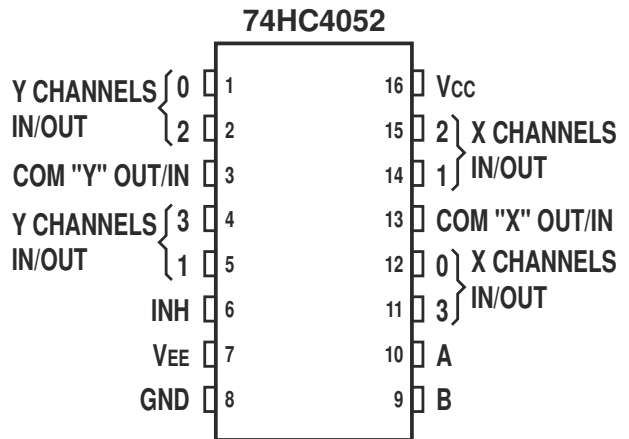 74HC4052
Y CHANNELS IN/OUT
0 1
2 2
COM "Y" OUT/IN 3
Y CHANNELS IN/OUT
3 4
1 5
INH 6
VEE 7
GND 8
16 VCC
15 2
14 1
X CHANNELS IN/OUT
13 COM "X" OUT/IN
12 0
11 3
X CHANNELS IN/OUT
10 A
9 B